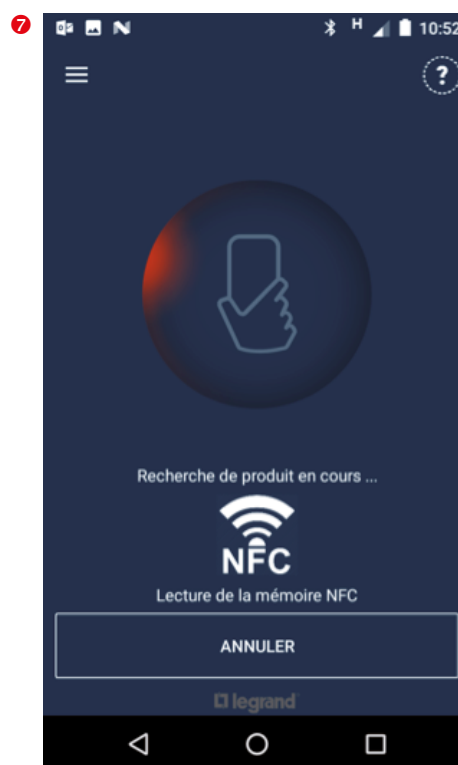 7
H 10:52
?
Recherche de produit en cours ...
NFC
Lecture de la mémoire NFC
ANNULER
legrand